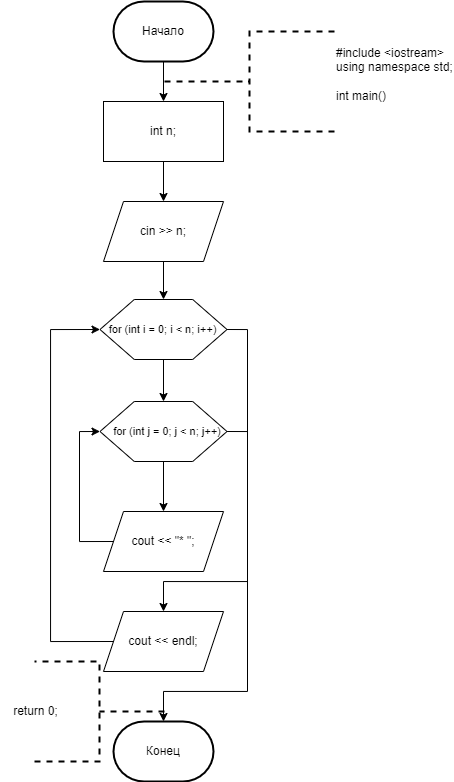 Начало
#include <iostream>
using namespace std;
int main()
int n;
cin >> n;
for (int i = 0; i < n; i++)
for (int j = 0; j < n; j++)
cout << "* ";
cout << endl;
return 0;
Конец